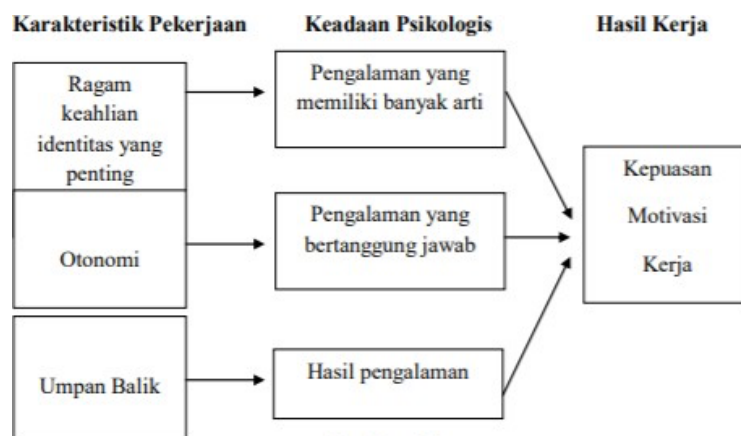 Karakteristik Pekerjaan
Keadaan Psikologis
Hasil Kerja
Ragam
keahlian
identitas yang
penting
Pengalaman yang
memiliki banyak arti
Otonomi
Pengalaman yang
bertanggung jawab
Umpan Balik
Hasil pengalaman
Kepuasan
Motivasi
Kerja